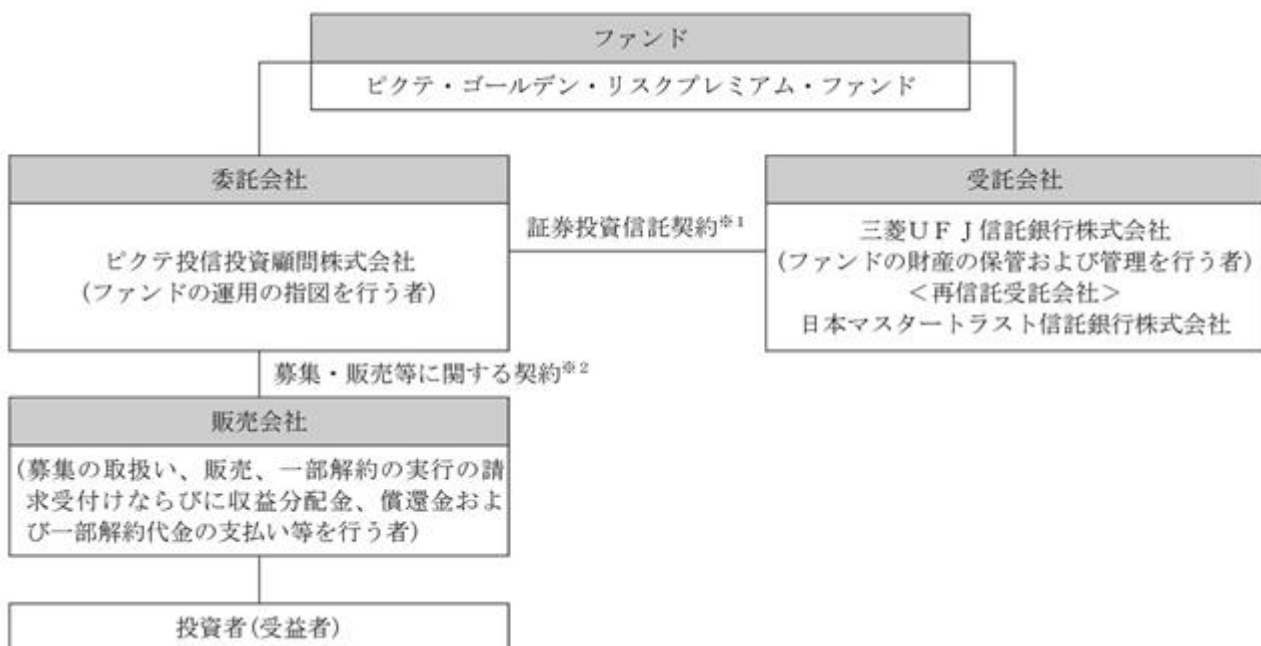 ファンド
ピクテ・ゴールデン・リスクプレミアム・ファンド
委託会社
ピクテ投信投資顧問株式会社
(ファンドの運用の指図を行う者)
証券投資信託契約※1
受託会社
三菱UFJ信託銀行株式会社
(ファンドの財産の保管および管理を行う者)
<再信託受託会社>
日本マスタートラスト信託銀行株式会社
募集・販売等に関する契約※2
販売会社
(募集の取扱い、販売、一部解約の実行の請
求受付けならびに収益分配金、償還金およ
び一部解約代金の支払い等を行う者)
投資者(受益者)